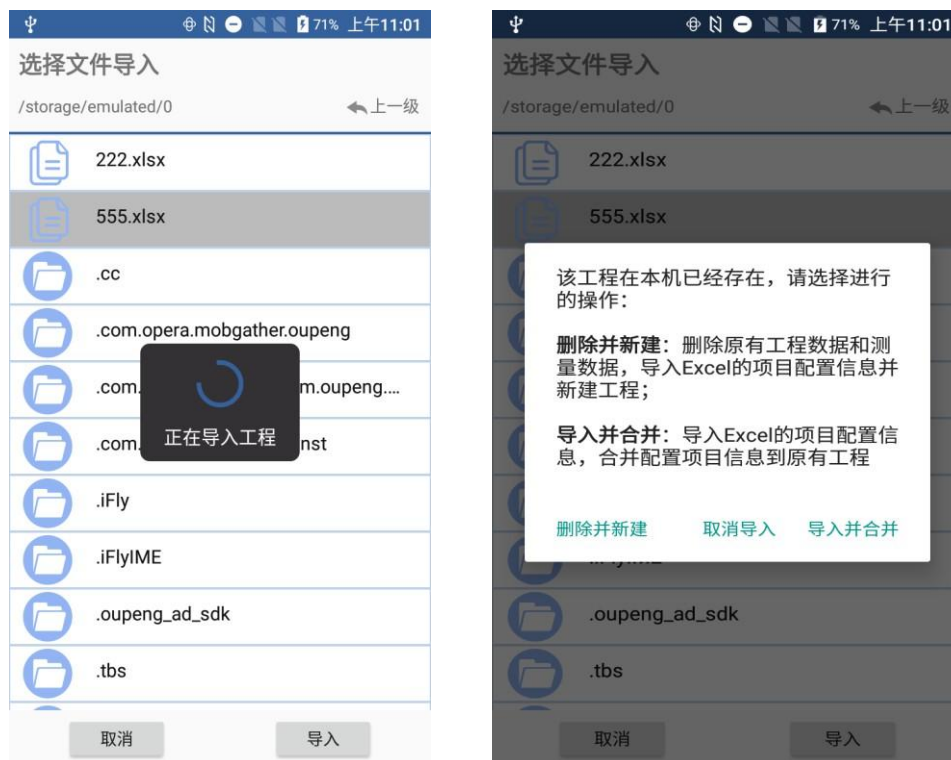 71% 上午11:01
选择文件导入
/storage/emulated/0 上一级
222.xlsx
555.xlsx
.cc
.com.opera.mobgather.oupeng
.com. m.oupeng....
.com. nst
正在导入工程
.iFly
.iFlyIME
.oupeng_ad_sdk
.tbs
取消 导入
71% 上午11:01
选择文件导入
/storage/emulated/0 上一级
222.xlsx
555.xlsx
该工程在本机已经存在，请选择进行
的操作：
删除并新建：删除原有工程数据和测
量数据，导入Excel的项目配置信息并
新建工程；
导入并合并：导入Excel的项目配置信
息，合并配置项目信息到原有工程
删除并新建 取消导入 导入并合并
.oupeng_ad_sdk
.tbs
取消 导入